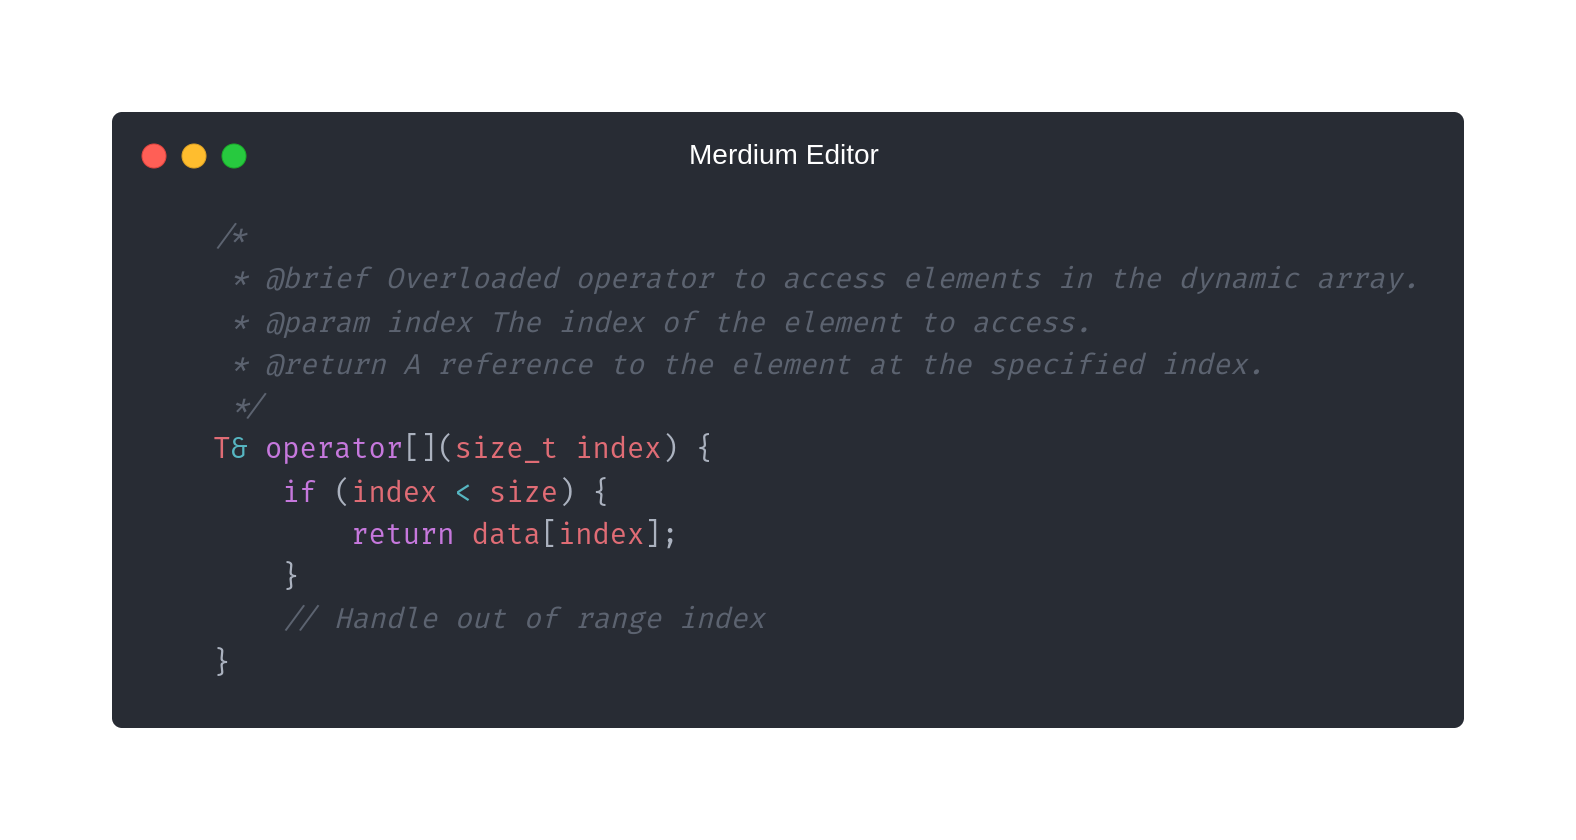 Merdium Editor
/*
* @brief Overloaded operator to access elements in the dynamic array.
* @param index The index of the element to access.
* @return A reference to the element at the specified index.
*/
T& operator[](size_t index) {
if (index < size) {
return data[index];
}
// Handle out of range index
}